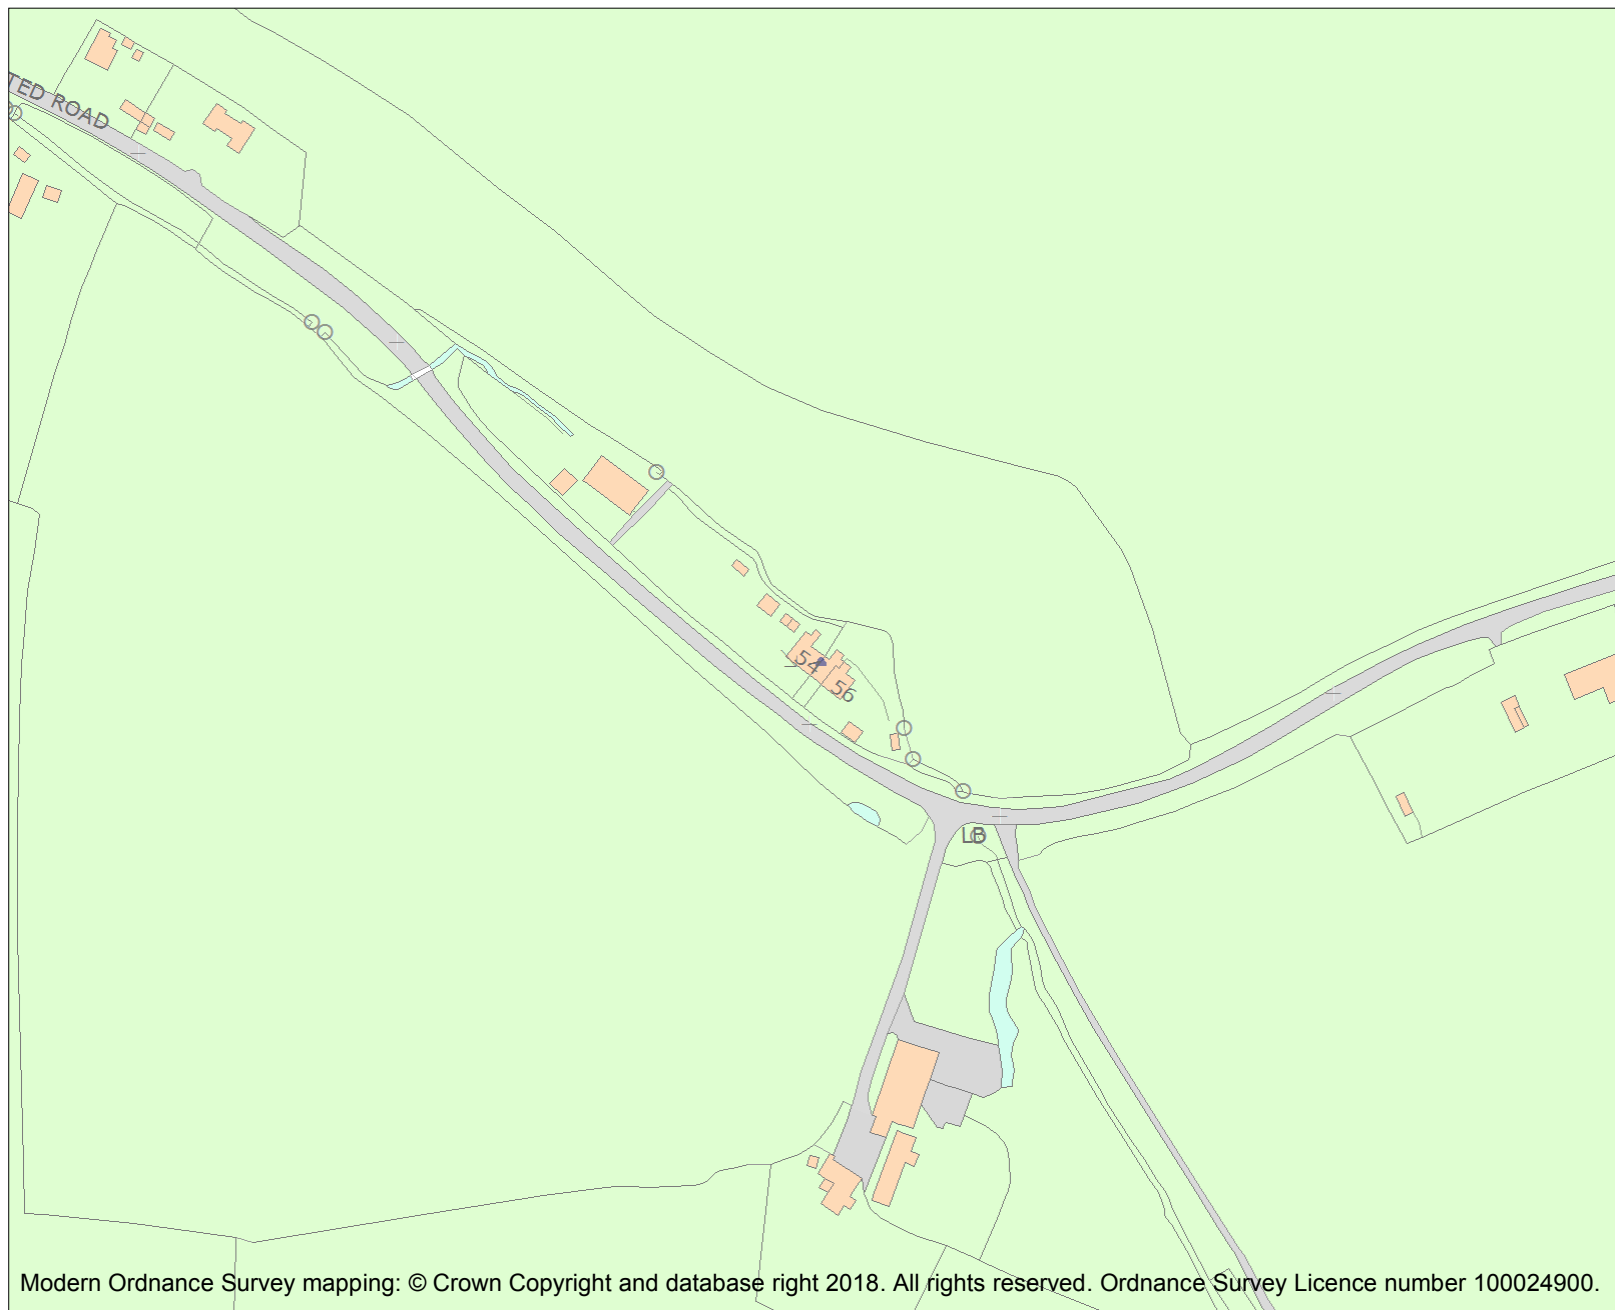 TED ROAD
54
56
LB
Modern Ordnance Survey mapping: © Crown Copyright and database right 2018. All rights reserved. Ordnance Survey Licence number 100024900.